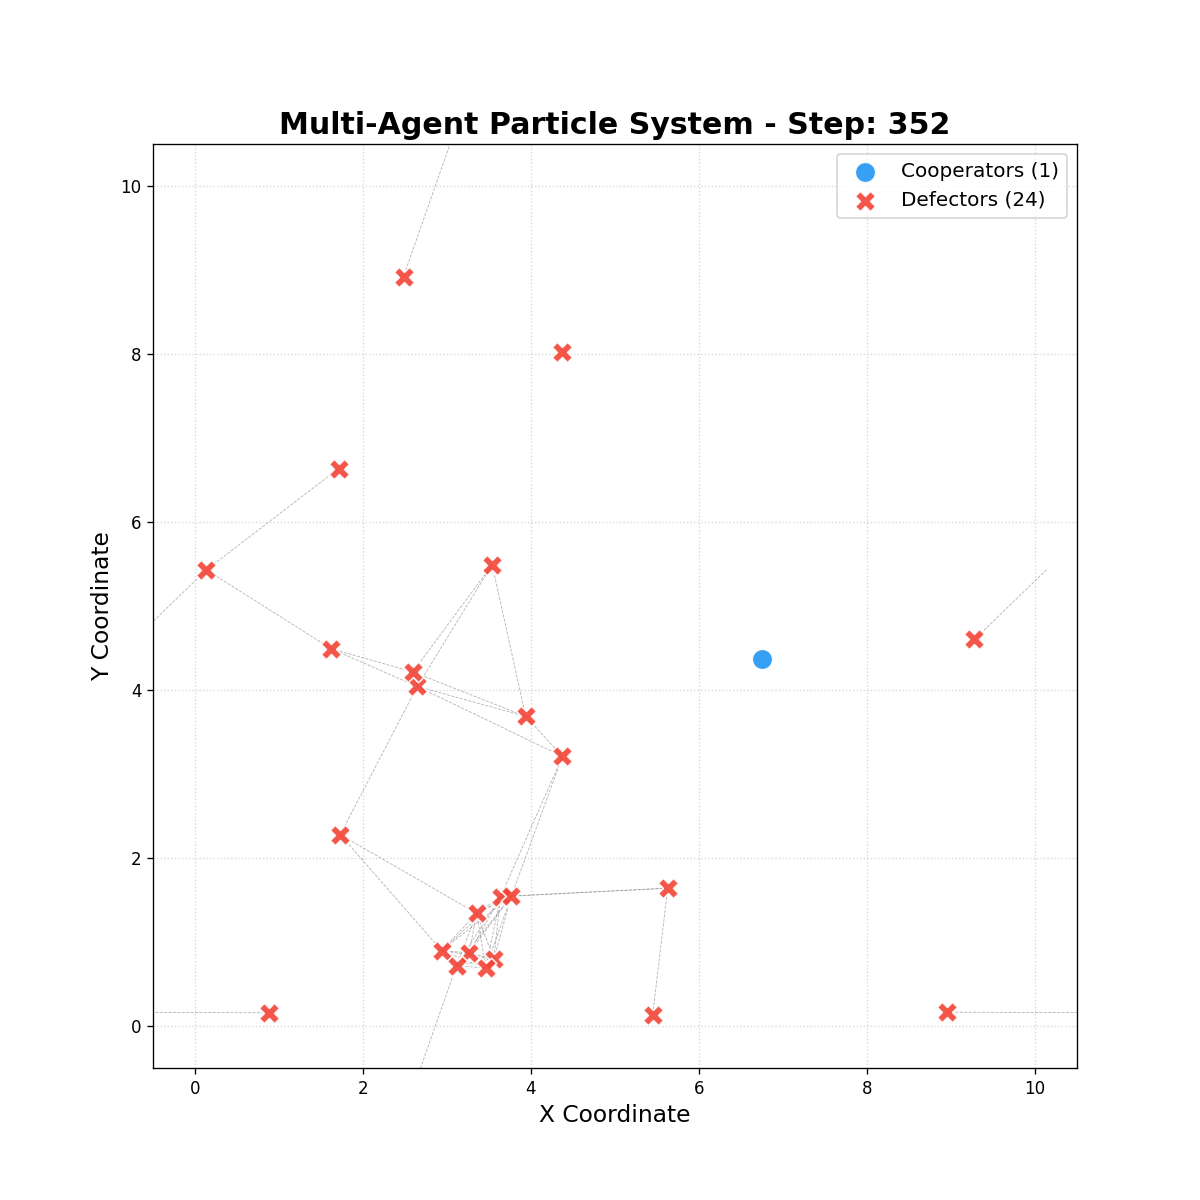 Multi-Agent Particle System - Step: 352
Cooperators (1)
Defectors (24)
10
8
6
4
2
0
Y Coordinate
0 2 4 6 8 10
X Coordinate